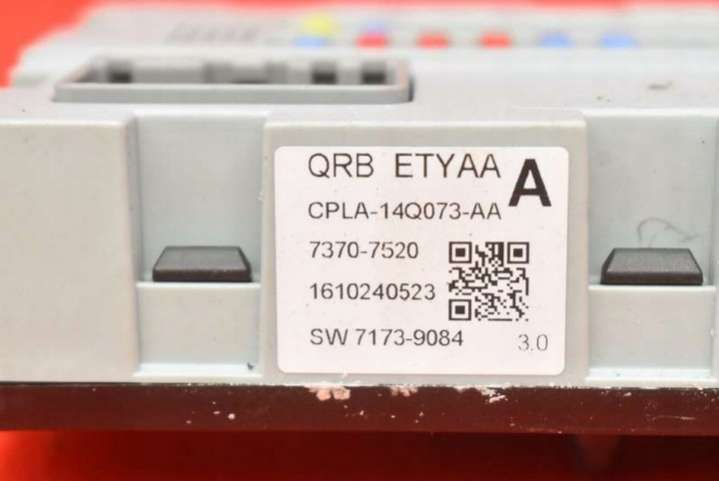 QRB ETYAA A
CPLA-14Q073-AA
7370-7520
1610240523
SW 7173-9084 3.0